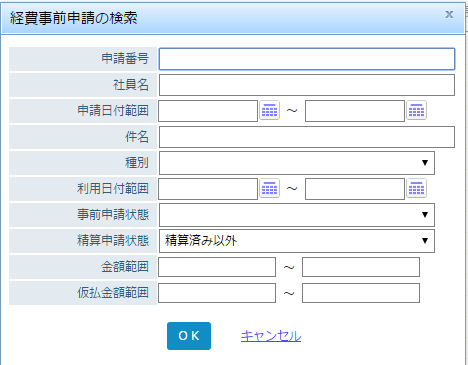 経費事前申請の検索 x
申請番号
社員名
申請日付範囲 ～
件名
種別
利用日付範囲 ～
事前申請状態
精算申請状態 精算済み以外
金額範囲 ～
仮払金額範囲 ～
OK キャンセル